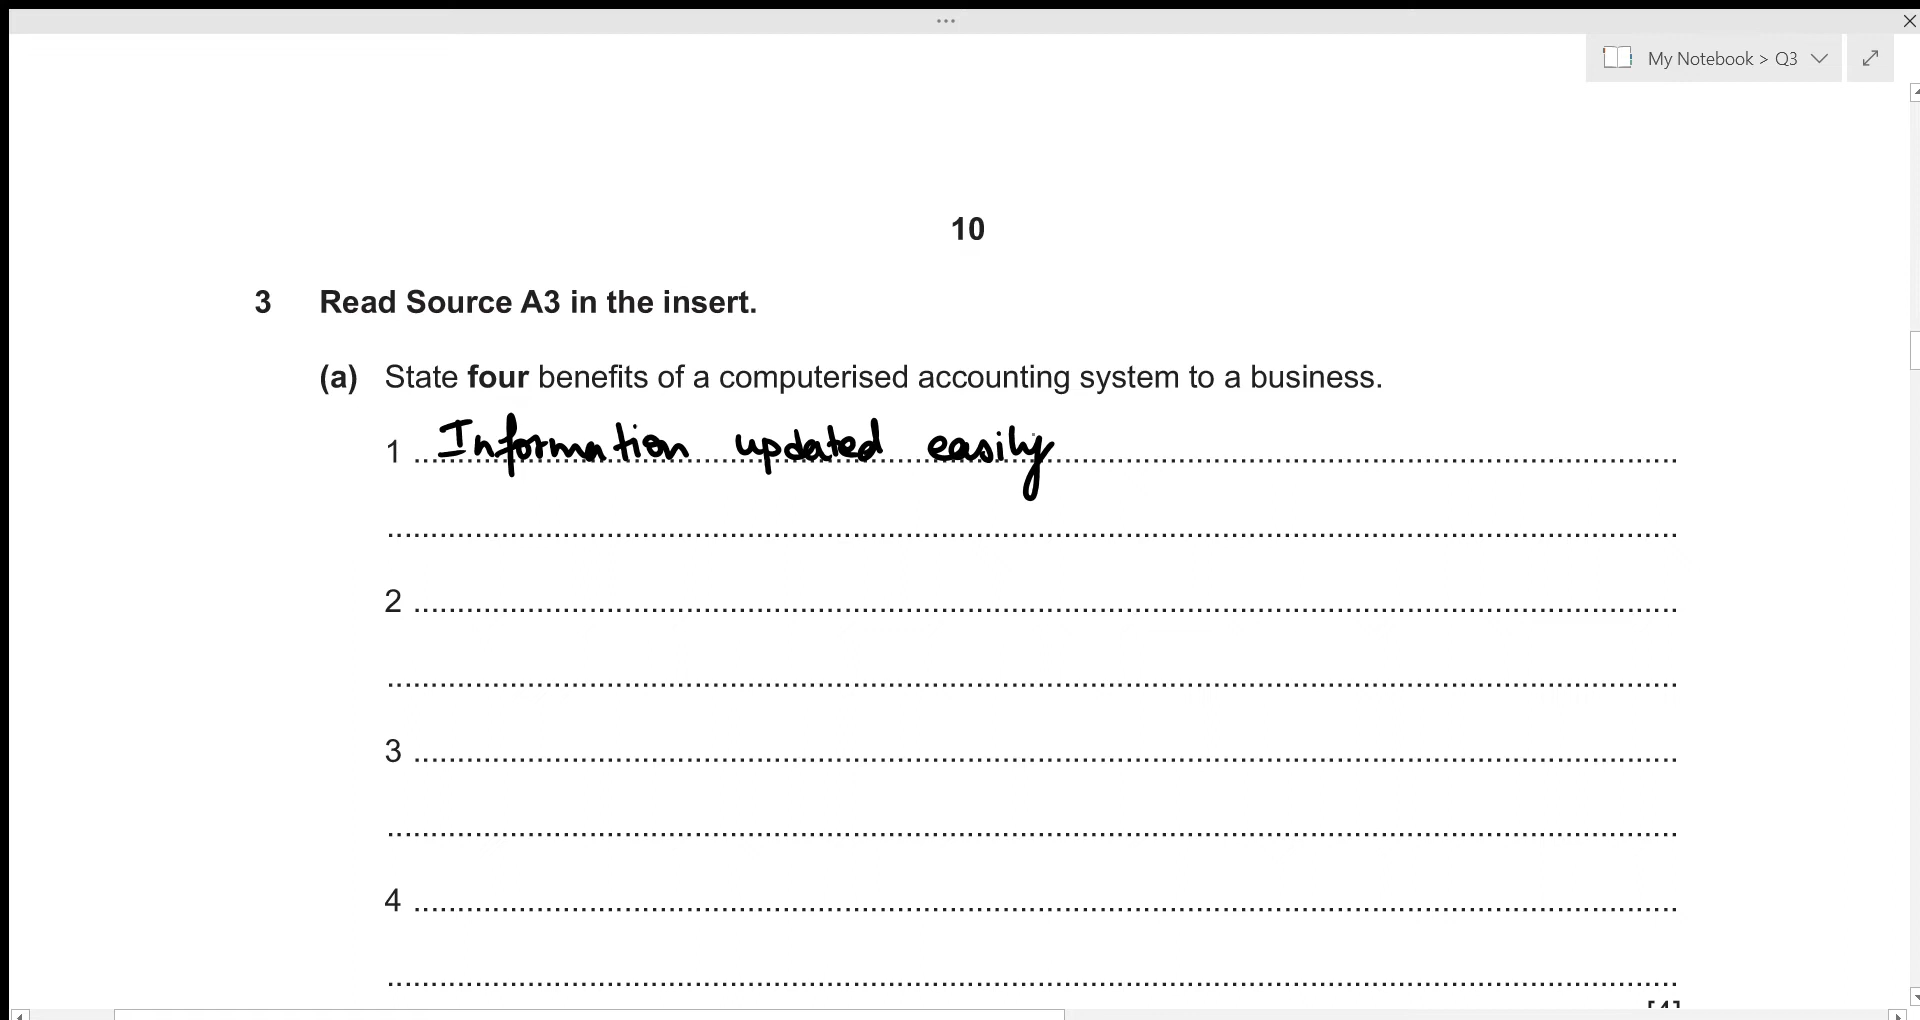 My Notebook > Q3
10
3 Read Source A3 in the insert.
(a) State four benefits of a computerised accounting system to a business.
1 Information updated easily
2
3
4
[4]